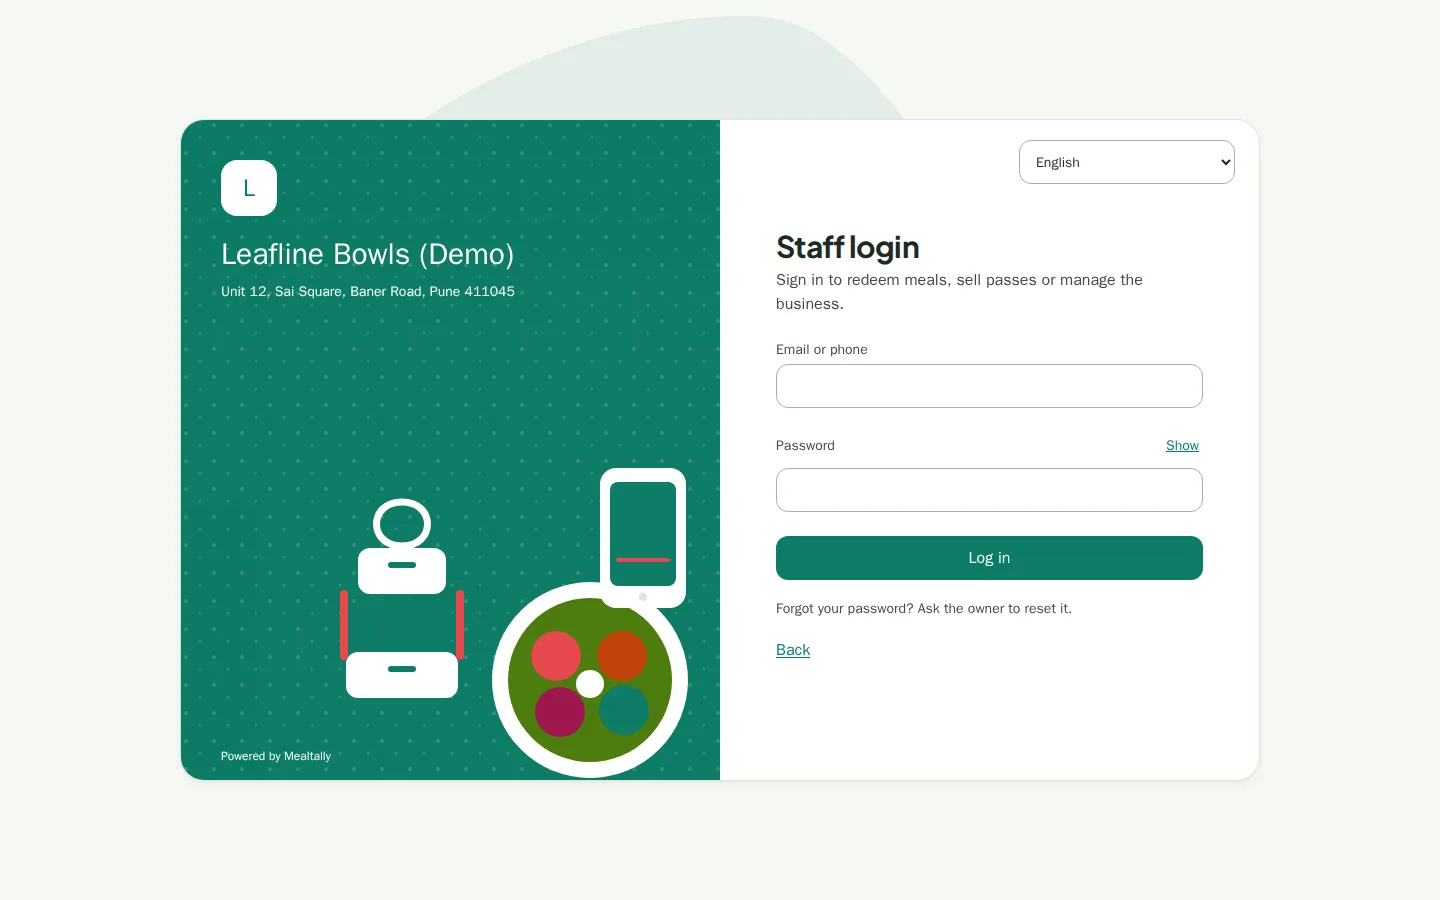 L
Leafline Bowls (Demo)
Unit 12, Sai Square, Baner Road, Pune 411045
Powered by Mealtally
English
Staff login
Sign in to redeem meals, sell passes or manage the
business.
Email or phone
Password
Show
Log in
Forgot your password? Ask the owner to reset it.
Back